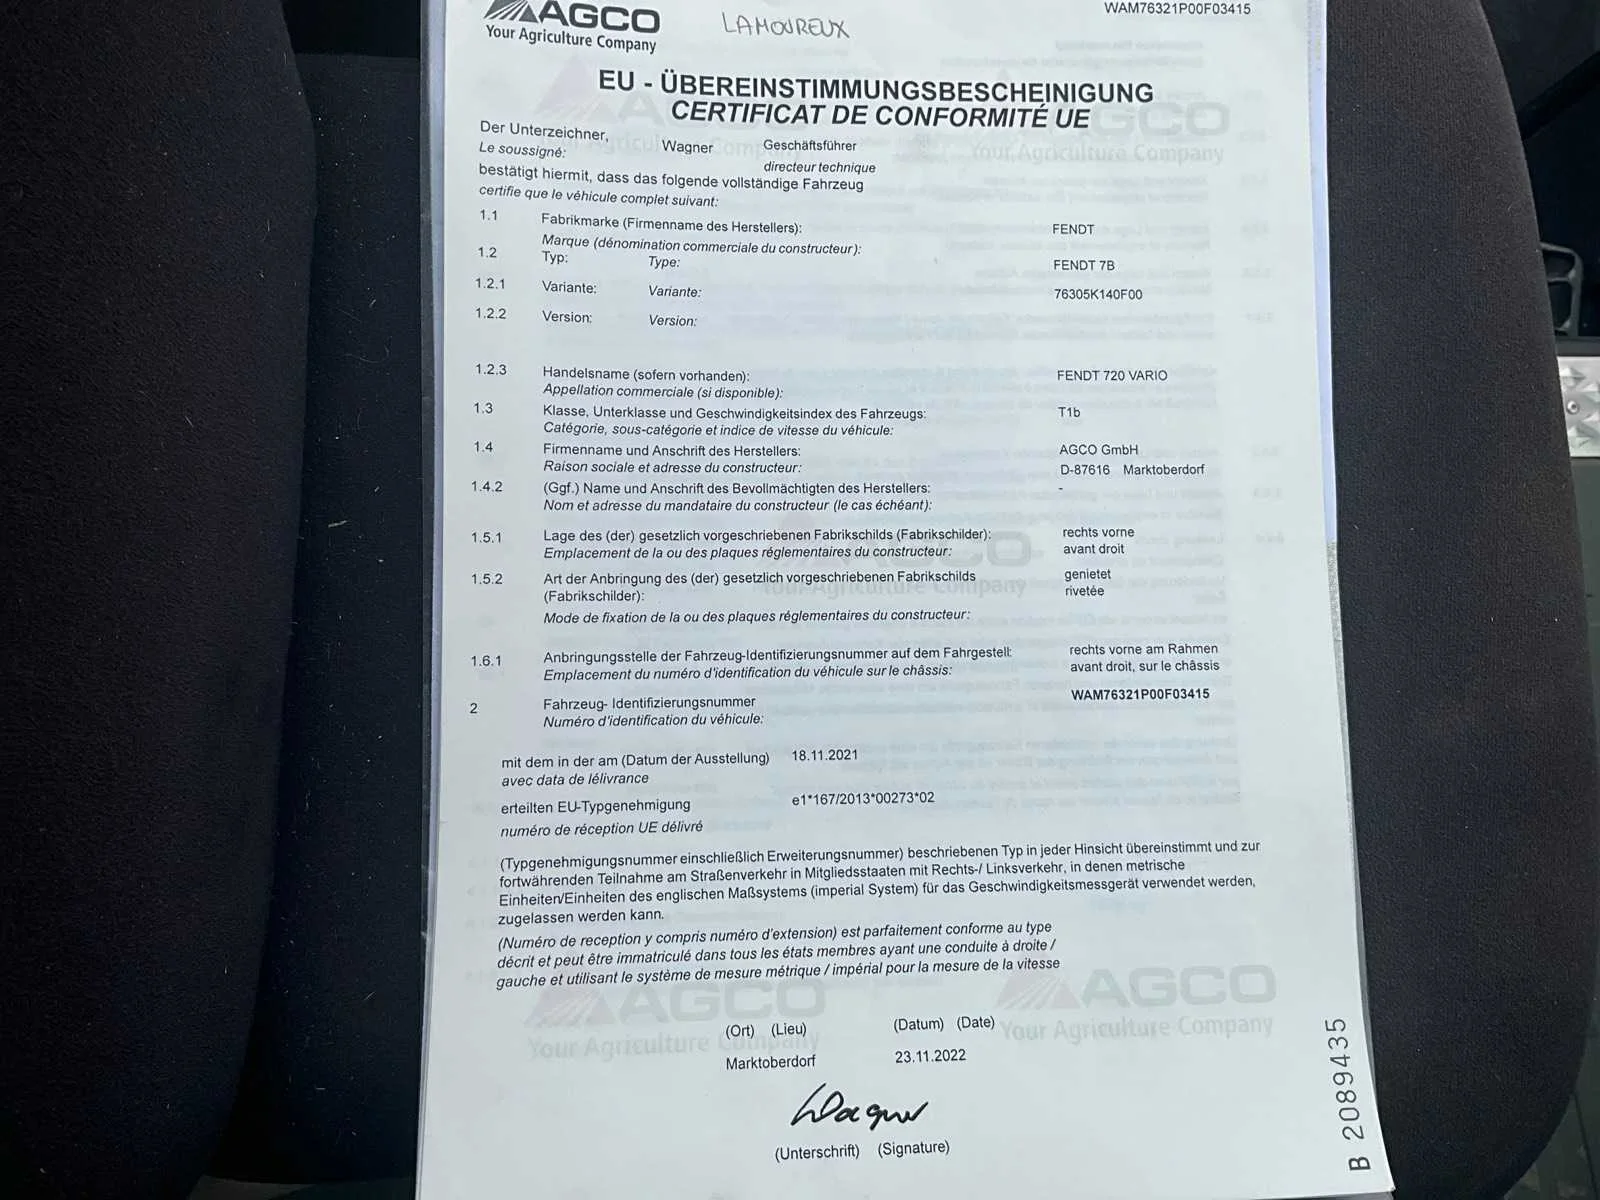 AGCO
Your Agriculture Company
LAMOUREUX
WAM76321P00F03415
EU - ÜBEREINSTIMMUNGSBESCHEINIGUNG
CERTIFICAT DE CONFORMITÉ UE
Der Unterzeichner, Wagner Geschäftsführer
Le soussigné: directeur technique
bestätigt hiermit, dass das folgende vollständige Fahrzeug
certifie que le véhicule complet suivant:
1.1 Fabrikmarke (Firmenname des Herstellers): FENDT
Marque (dénomination commerciale du constructeur):
1.2 Typ: Type: FENDT 7B
1.2.1 Variante: Variante: 76305K140F00
1.2.2 Version: Version:
1.2.3 Handelsname (sofern vorhanden): FENDT 720 VARIO
Appellation commerciale (si disponible):
1.3 Klasse, Unterklasse und Geschwindigkeitsindex des Fahrzeugs: T1b
Catégorie, sous-catégorie et indice de vitesse du véhicule:
1.4 Firmenname und Anschrift des Herstellers: AGCO GmbH
Raison sociale et adresse du constructeur: D-87616 Marktoberdorf
1.4.2 (Ggf.) Name und Anschrift des Bevollmächtigten des Herstellers: -
Nom et adresse du mandataire du constructeur (le cas échéant):
1.5.1 Lage des (der) gesetzlich vorgeschriebenen Fabrikschilds (Fabrikschilder): rechts vorne
Emplacement de la ou des plaques réglementaires du constructeur: avant droit
1.5.2 Art der Anbringung des (der) gesetzlich vorgeschriebenen Fabrikschilds genietet
(Fabrikschilder): rivetée
Mode de fixation de la ou des plaques réglementaires du constructeur:
1.6.1 Anbringungsstelle der Fahrzeug-Identifizierungsnummer auf dem Fahrgestell: rechts vorne am Rahmen
Emplacement du numéro d'identification du véhicule sur le châssis: avant droit, sur le châssis
2 Fahrzeug- Identifizierungsnummer WAM76321P00F03415
Numéro d'identification du véhicule:
mit dem in der am (Datum der Ausstellung) 18.11.2021
avec data de lélivrance
erteilten EU-Typgenehmigung e1*167/2013*00273*02
numéro de réception UE délivré
(Typgenehmigungsnummer einschließlich Erweiterungsnummer) beschriebenen Typ in jeder Hinsicht übereinstimmt und zur
fortwährenden Teilnahme am Straßenverkehr in Mitgliedsstaaten mit Rechts-/ Linksverkehr, in denen metrische
Einheiten/Einheiten des englischen Maßsystems (imperial System) für das Geschwindigkeitsmessgerät verwendet werden,
zugelassen werden kann.
(Numéro de reception y compris numéro d'extension) est parfaitement conforme au type
décrit et peut être immatriculé dans tous les états membres ayant une conduite à droite /
gauche et utilisant le système de mesure métrique / impérial pour la mesure de la vitesse
(Ort) (Lieu) (Datum) (Date)
Marktoberdorf 23.11.2022
Wagner
(Unterschrift) (Signature)
B 2089435